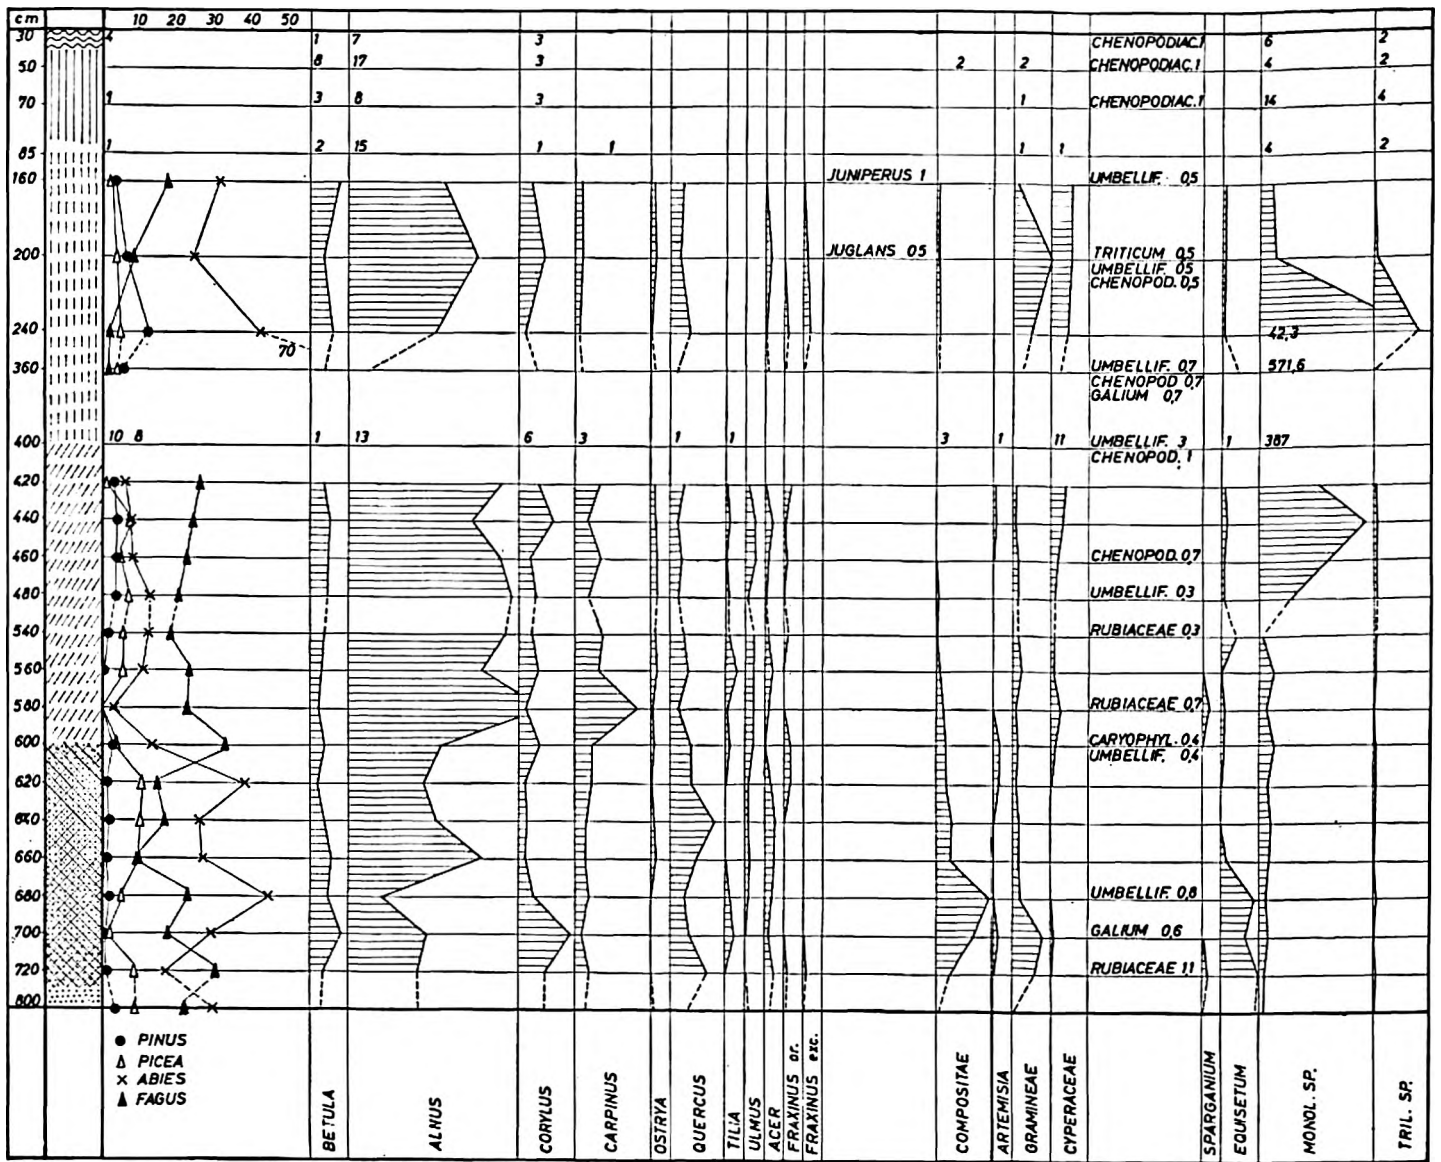 cm 10 20 30 40 50
30 4 1 7 3 CHENOPODIAC.1 6 2
50 8 17 3 2 2 CHENOPODIAC.1 4 2
70 1 3 8 3 1 CHENOPODIAC.1 14 4
85 1 2 15 1 1 1 1 4 2
160 JUNIPERUS 1 UMBELLIF. 0,5
200 JUGLANS 05 TRITICUM 0,5
UMBELLIF. 05
CHENOPOD. 0,5
240 42,3
70
360 UMBELLIF. 0,7 571,6
CHENOPOD 0,7
GALIUM 0,7
400 10 8 1 13 6 3 1 1 3 1 11 UMBELLIF. 3 1 387
CHENOPOD. 1
420
440
460 CHENOPOD. 0,7
480 UMBELLIF. 0,3
540 RUBIACEAE 0,3
560
580 RUBIACEAE 0,7
600 CARYOPHYL. 0,4
UMBELLIF. 0,4
620
640
660
680 UMBELLIF. 0,8
700 GALIUM 0,6
720 RUBIACEAE 1,1
800
● PINUS
△ PICEA
× ABIES
▲ FAGUS
BETULA
ALNUS
CORYLUS
CARPINUS
OSTRYA
QUERCUS
TILIA
ULMUS
ACER
FRAXINUS or.
FRAXINUS exc.
COMPOSITAE
ARTEMISIA
GRAMINEAE
CYPERACEAE
SPARGANIUM
EQUISETUM
MONOL. SP.
TRIL. SP.